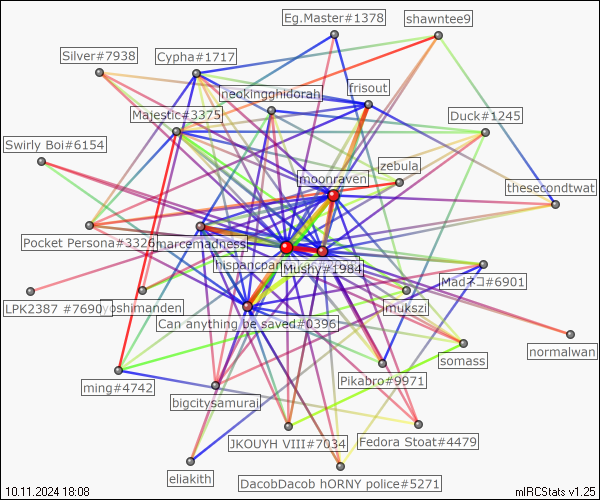 Eg.Master#1378
shawntee9
Silver#7938
Cypha#1717
neokingghidorah
frisout
Majestic#3375
Duck#1245
Swirly Boi#6154
zebula
moonraven
thesecondtwat
Pocket Persona#3326
marcemadness
hispancpan
Mushy#1984
Madネコ#6901
LPK2387 #7690
yoshimanden
jmukszi
Can anything be saved#0396
normalwan
somass
ming#4742
Pikabro#9971
bigcitysamurai
JKOUYH VIII#7034
Fedora Stoat#4479
eliakith
DacobDacob hORNY police#5271
10.11.2024 18:08
mIRCStats v1.25